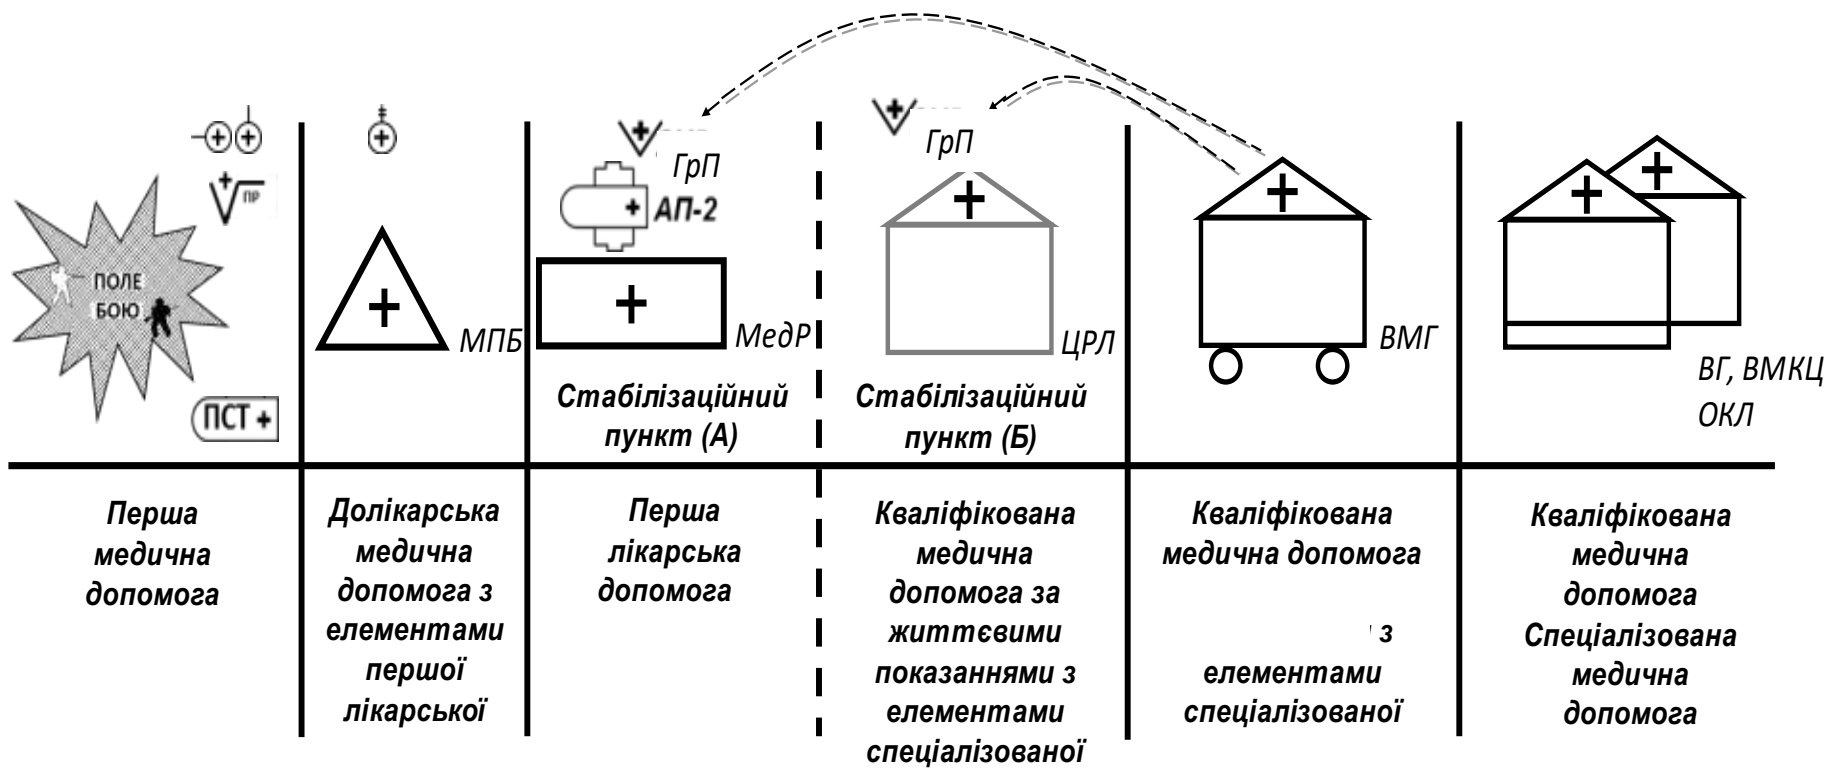 ПР
ПОЛЕ
БОЮ
ПСТ
МПБ
ГрП
АП-2
МедР
Стабілізаційний
пункт (А)
ГрП
ЦРЛ
Стабілізаційний
пункт (Б)
ВМГ
ВГ, ВМКЦ
ОКЛ
Перша
медична
допомога
Долікарська
медична
допомога з
елементами
першої
лікарської
Перша
лікарська
допомога
Кваліфікована
медична
допомога за
життєвими
показаннями з
елементами
спеціалізованої
Кваліфікована
медична допомога
з
елементами
спеціалізованої
Кваліфікована
медична
допомога
Спеціалізована
медична
допомога